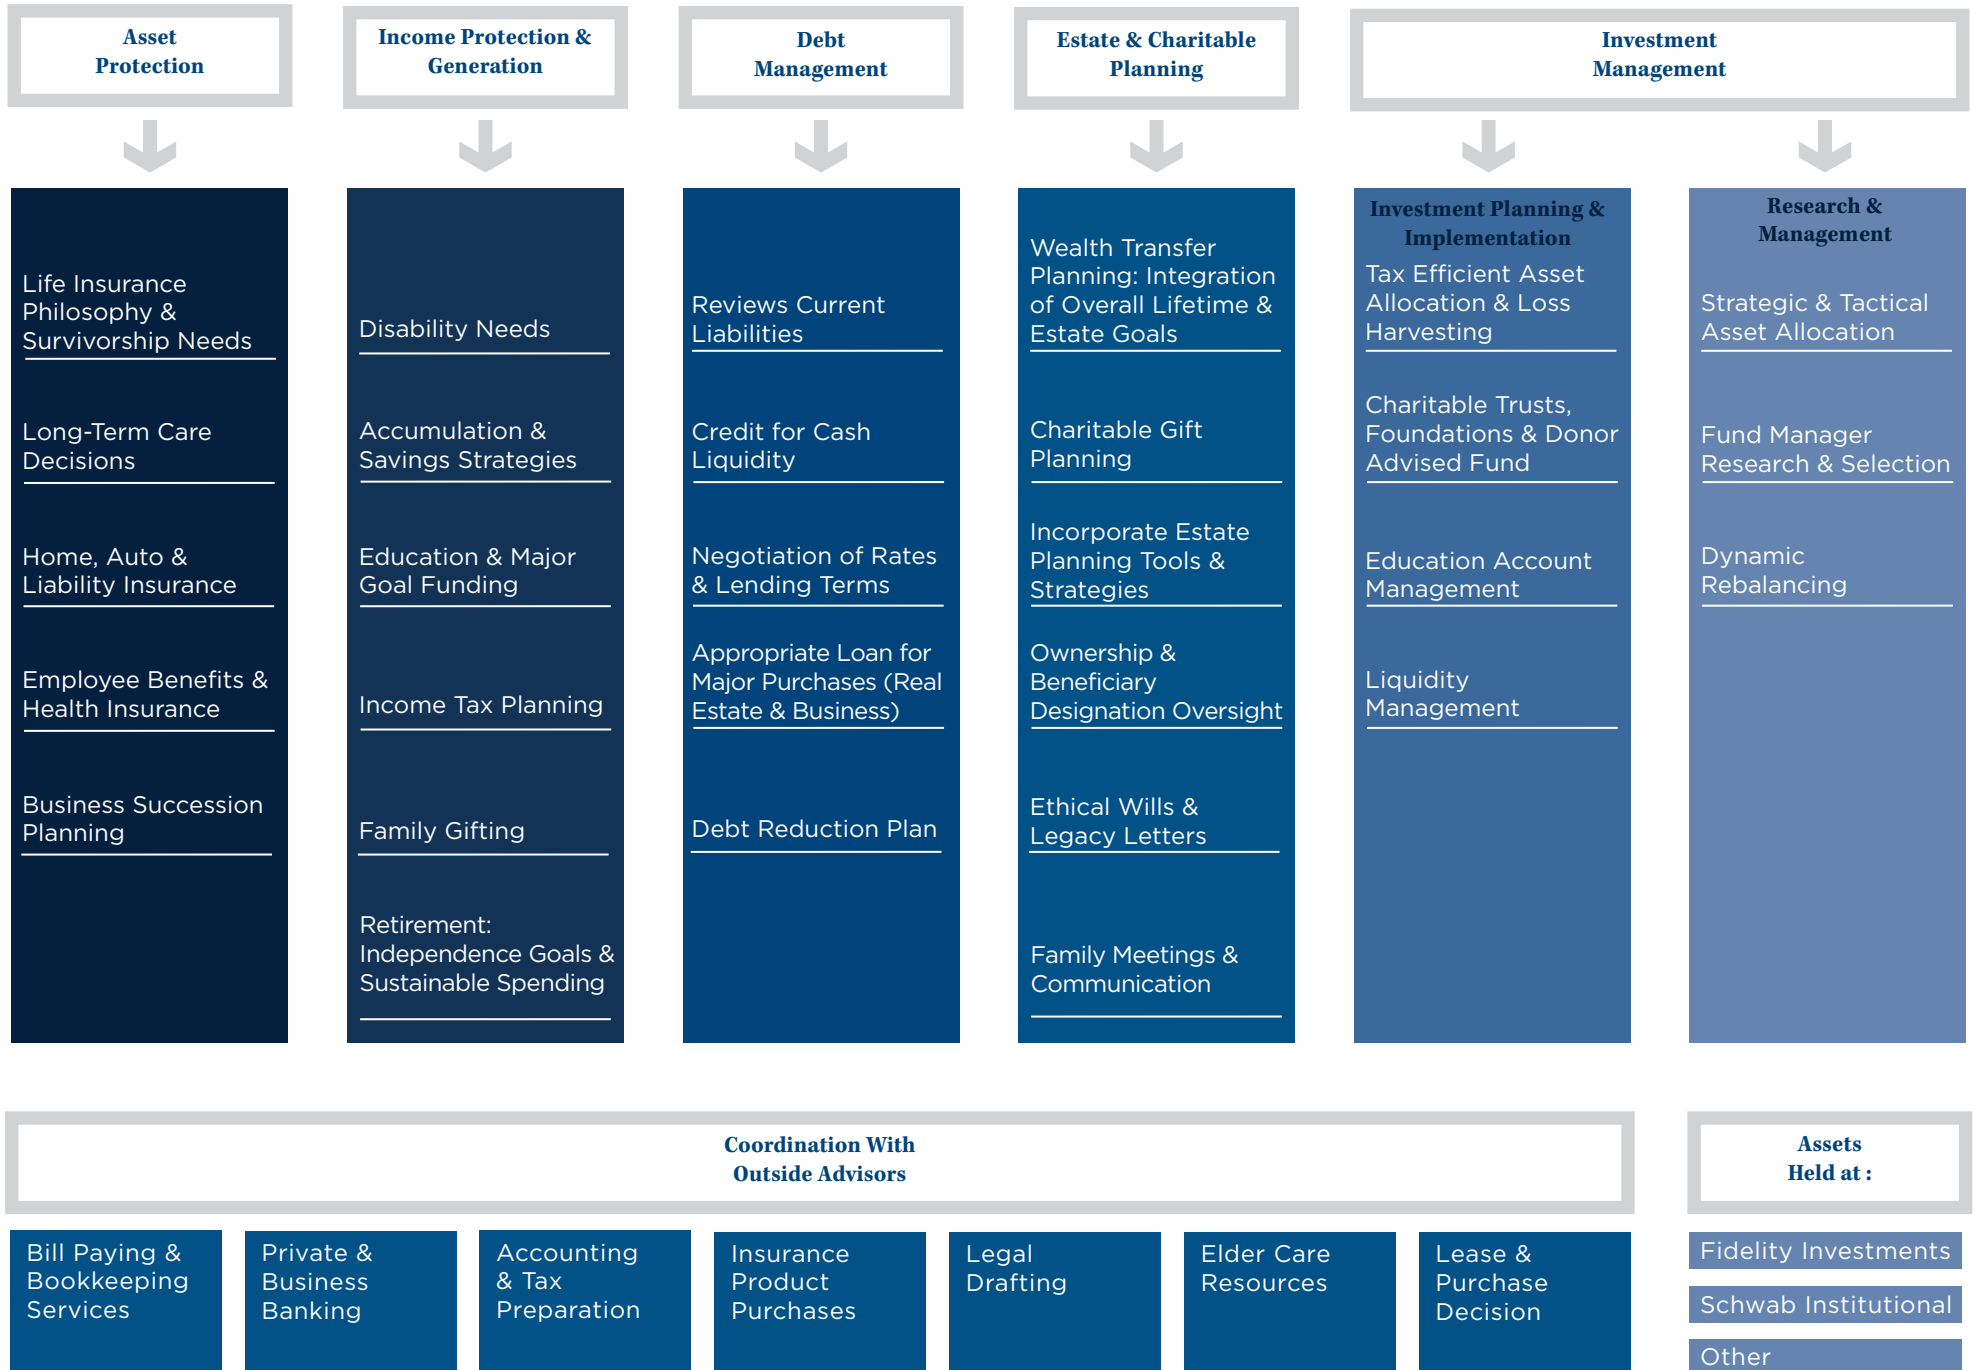 Asset
Protection
Income Protection &
Generation
Debt
Management
Estate & Charitable
Planning
Investment
Management
Life Insurance
Philosophy &
Survivorship Needs
Long-Term Care
Decisions
Home, Auto &
Liability Insurance
Employee Benefits &
Health Insurance
Business Succession
Planning
Disability Needs
Accumulation &
Savings Strategies
Education & Major
Goal Funding
Income Tax Planning
Family Gifting
Retirement:
Independence Goals &
Sustainable Spending
Reviews Current
Liabilities
Credit for Cash
Liquidity
Negotiation of Rates
& Lending Terms
Appropriate Loan for
Major Purchases (Real
Estate & Business)
Debt Reduction Plan
Wealth Transfer
Planning: Integration
of Overall Lifetime &
Estate Goals
Charitable Gift
Planning
Incorporate Estate
Planning Tools &
Strategies
Ownership &
Beneficiary
Designation Oversight
Ethical Wills &
Legacy Letters
Family Meetings &
Communication
Investment Planning &
Implementation
Tax Efficient Asset
Allocation & Loss
Harvesting
Charitable Trusts,
Foundations & Donor
Advised Fund
Education Account
Management
Liquidity
Management
Research &
Management
Strategic & Tactical
Asset Allocation
Fund Manager
Research & Selection
Dynamic
Rebalancing
Coordination With
Outside Advisors
Bill Paying &
Bookkeeping
Services
Private &
Business
Banking
Accounting
& Tax
Preparation
Insurance
Product
Purchases
Legal
Drafting
Elder Care
Resources
Lease &
Purchase
Decision
Assets
Held at :
Fidelity Investments
Schwab Institutional
Other